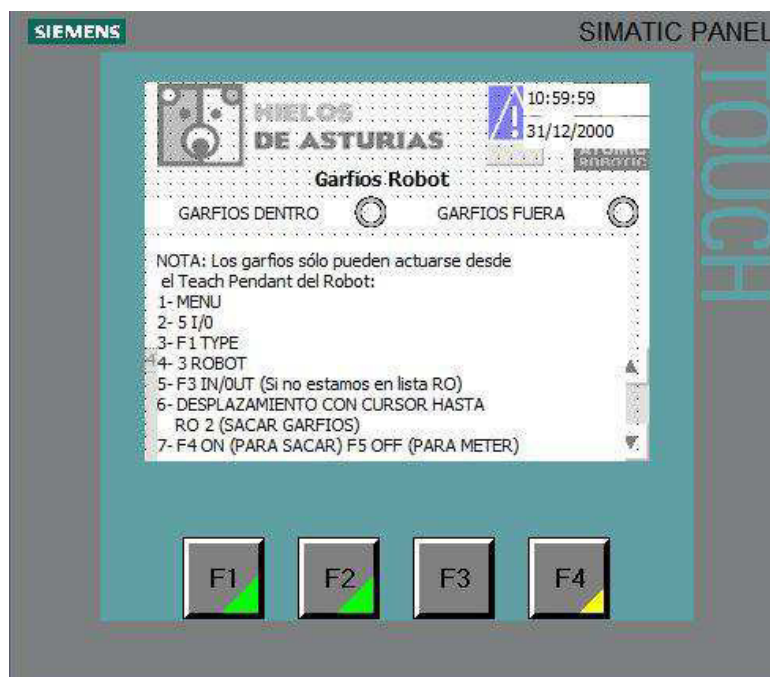 SIEMENS
SIMATIC PANEL
TOUCH
HIELOS
DE ASTURIAS
10:59:59
31/12/2000
ROBOTIC
Garfios Robot
GARFIOS DENTRO
GARFIOS FUERA
NOTA: Los garfios sólo pueden actuarse desde
el Teach Pendant del Robot:
1- MENU
2- 5 I/0
3- F1 TYPE
4- 3 ROBOT
5- F3 IN/0UT (Si no estamos en lista RO)
6- DESPLAZAMIENTO CON CURSOR HASTA
RO 2 (SACAR GARFIOS)
7- F4 ON (PARA SACAR) F5 OFF (PARA METER)
F1
F2
F3
F4